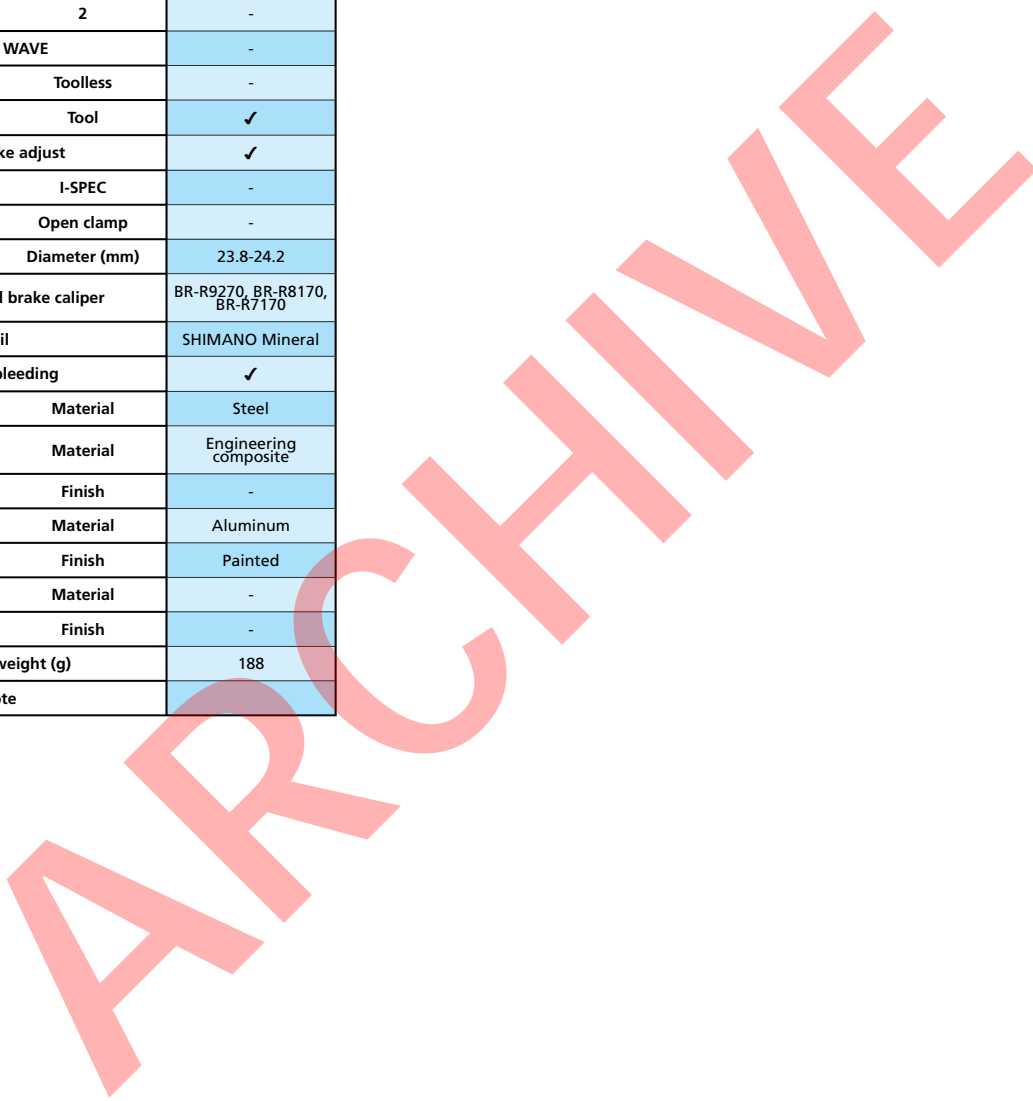 2 -
WAVE -
Toolless -
Tool ✓
ke adjust ✓
I-SPEC -
Open clamp -
Diameter (mm) 23.8-24.2
l brake caliper BR-R9270, BR-R8170,
BR-R7170
il SHIMANO Mineral
bleeding ✓
Material Steel
Material Engineering
composite
Finish -
Material Aluminum
Finish Painted
Material -
Finish -
weight (g) 188
te
ARCHIVE